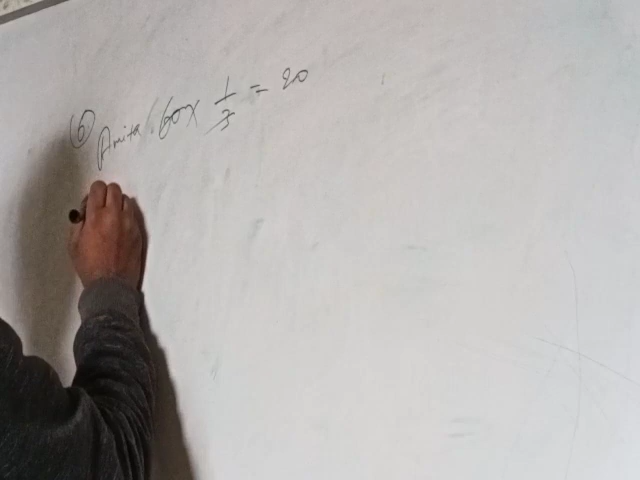 ⑥ Amita 60 × 1/3 = 20